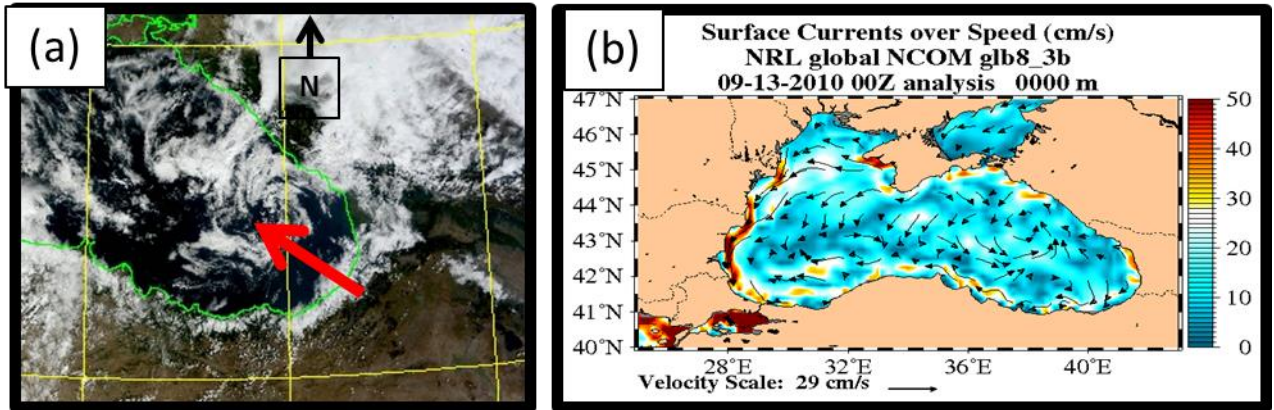 (a)
N
(b)
Surface Currents over Speed (cm/s)
NRL global NCOM glb8_3b
09-13-2010 00Z analysis 0000 m
47°N
46°N
45°N
44°N
43°N
42°N
41°N
40°N
28°E 32°E 36°E 40°E
50
40
30
20
10
0
Velocity Scale: 29 cm/s